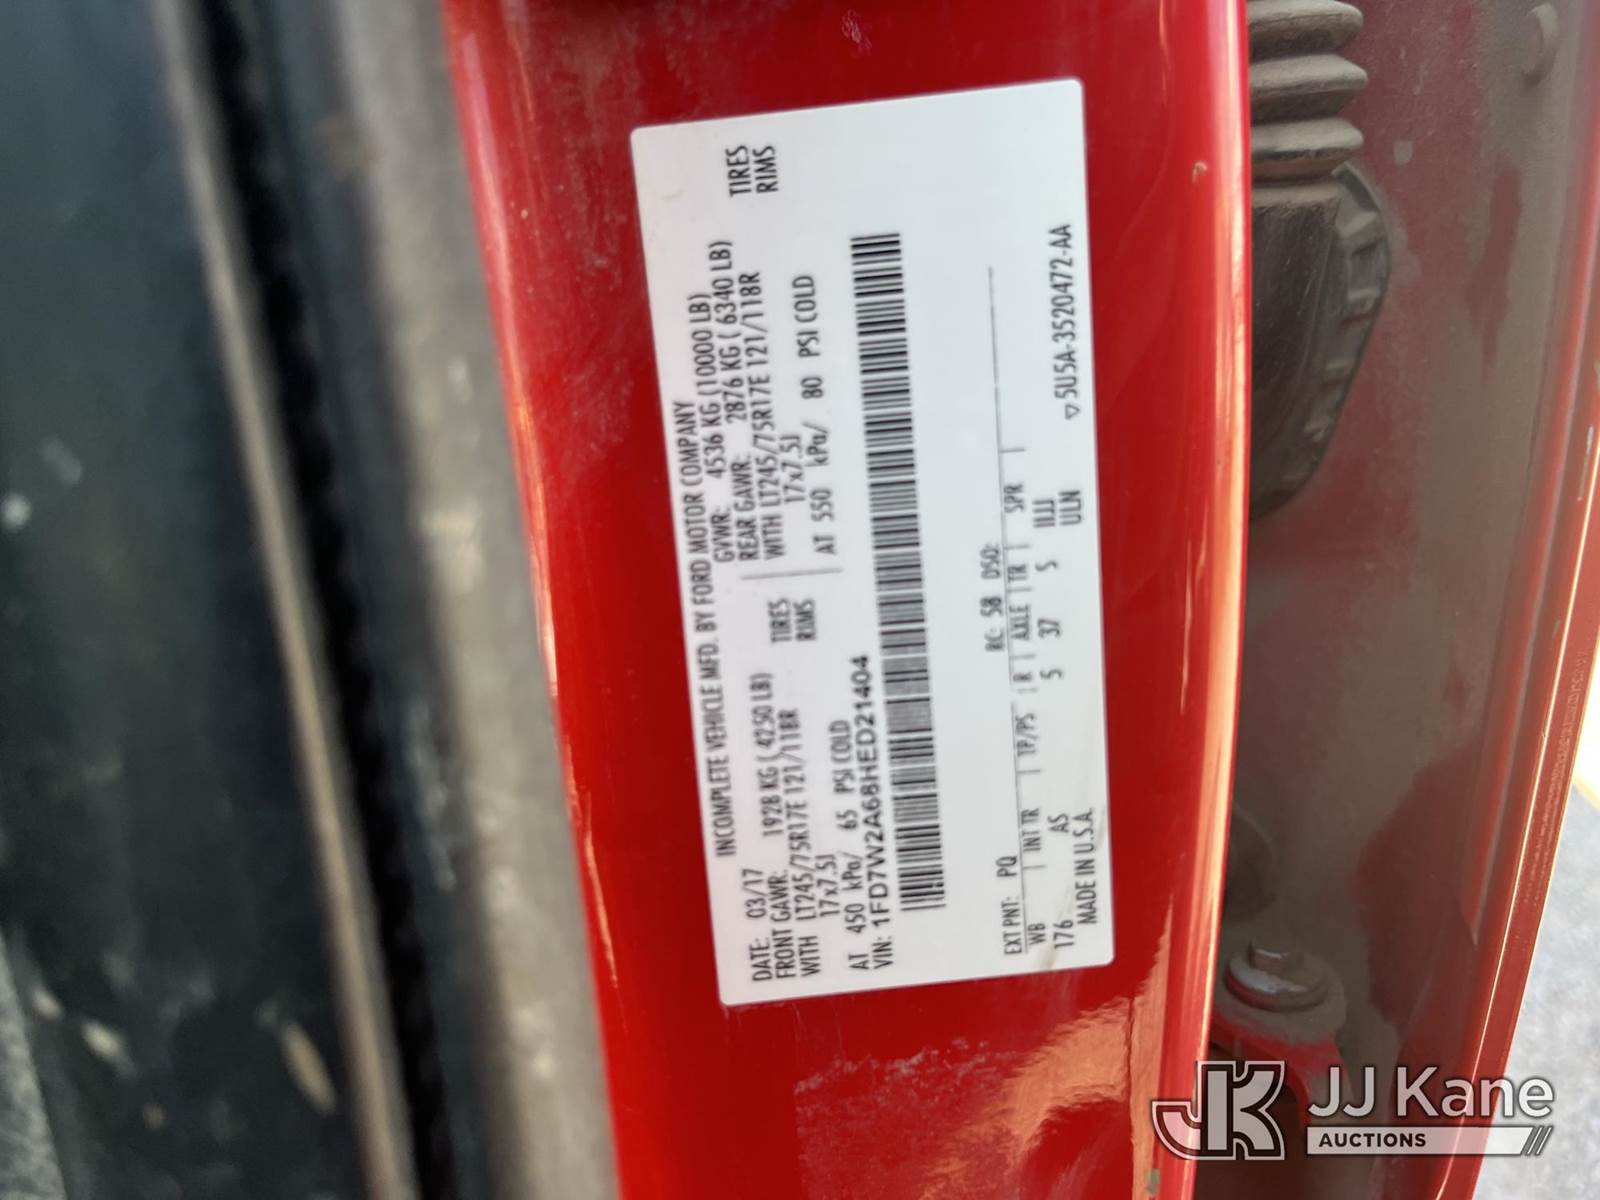 INCOMPLETE VEHICLE MFD. BY FORD MOTOR COMPANY
DATE: 03/17 GVWR: 4536 KG (10000 LB)
FRONT GAWR: 1928 KG ( 4250 LB) REAR GAWR: 2876 KG ( 6340 LB)
WITH LT245/75R17E 121/118R TIRES WITH LT245/75R17E 121/118R TIRES
17x7.5J RIMS 17x7.5J RIMS
AT 450 kPa/ 65 PSI COLD AT 550 kPa/ 80 PSI COLD
VIN: 1FD7W2A68HED21404
EXT PNT: PQ RC: 58 DSO:
WB INT TR TP/PS R AXLE TR SPR
176 AS 5 37 5 IIJJ
MADE IN U.S.A. ULN
▽5U5A-3520472-AA
JK JJ Kane
AUCTIONS